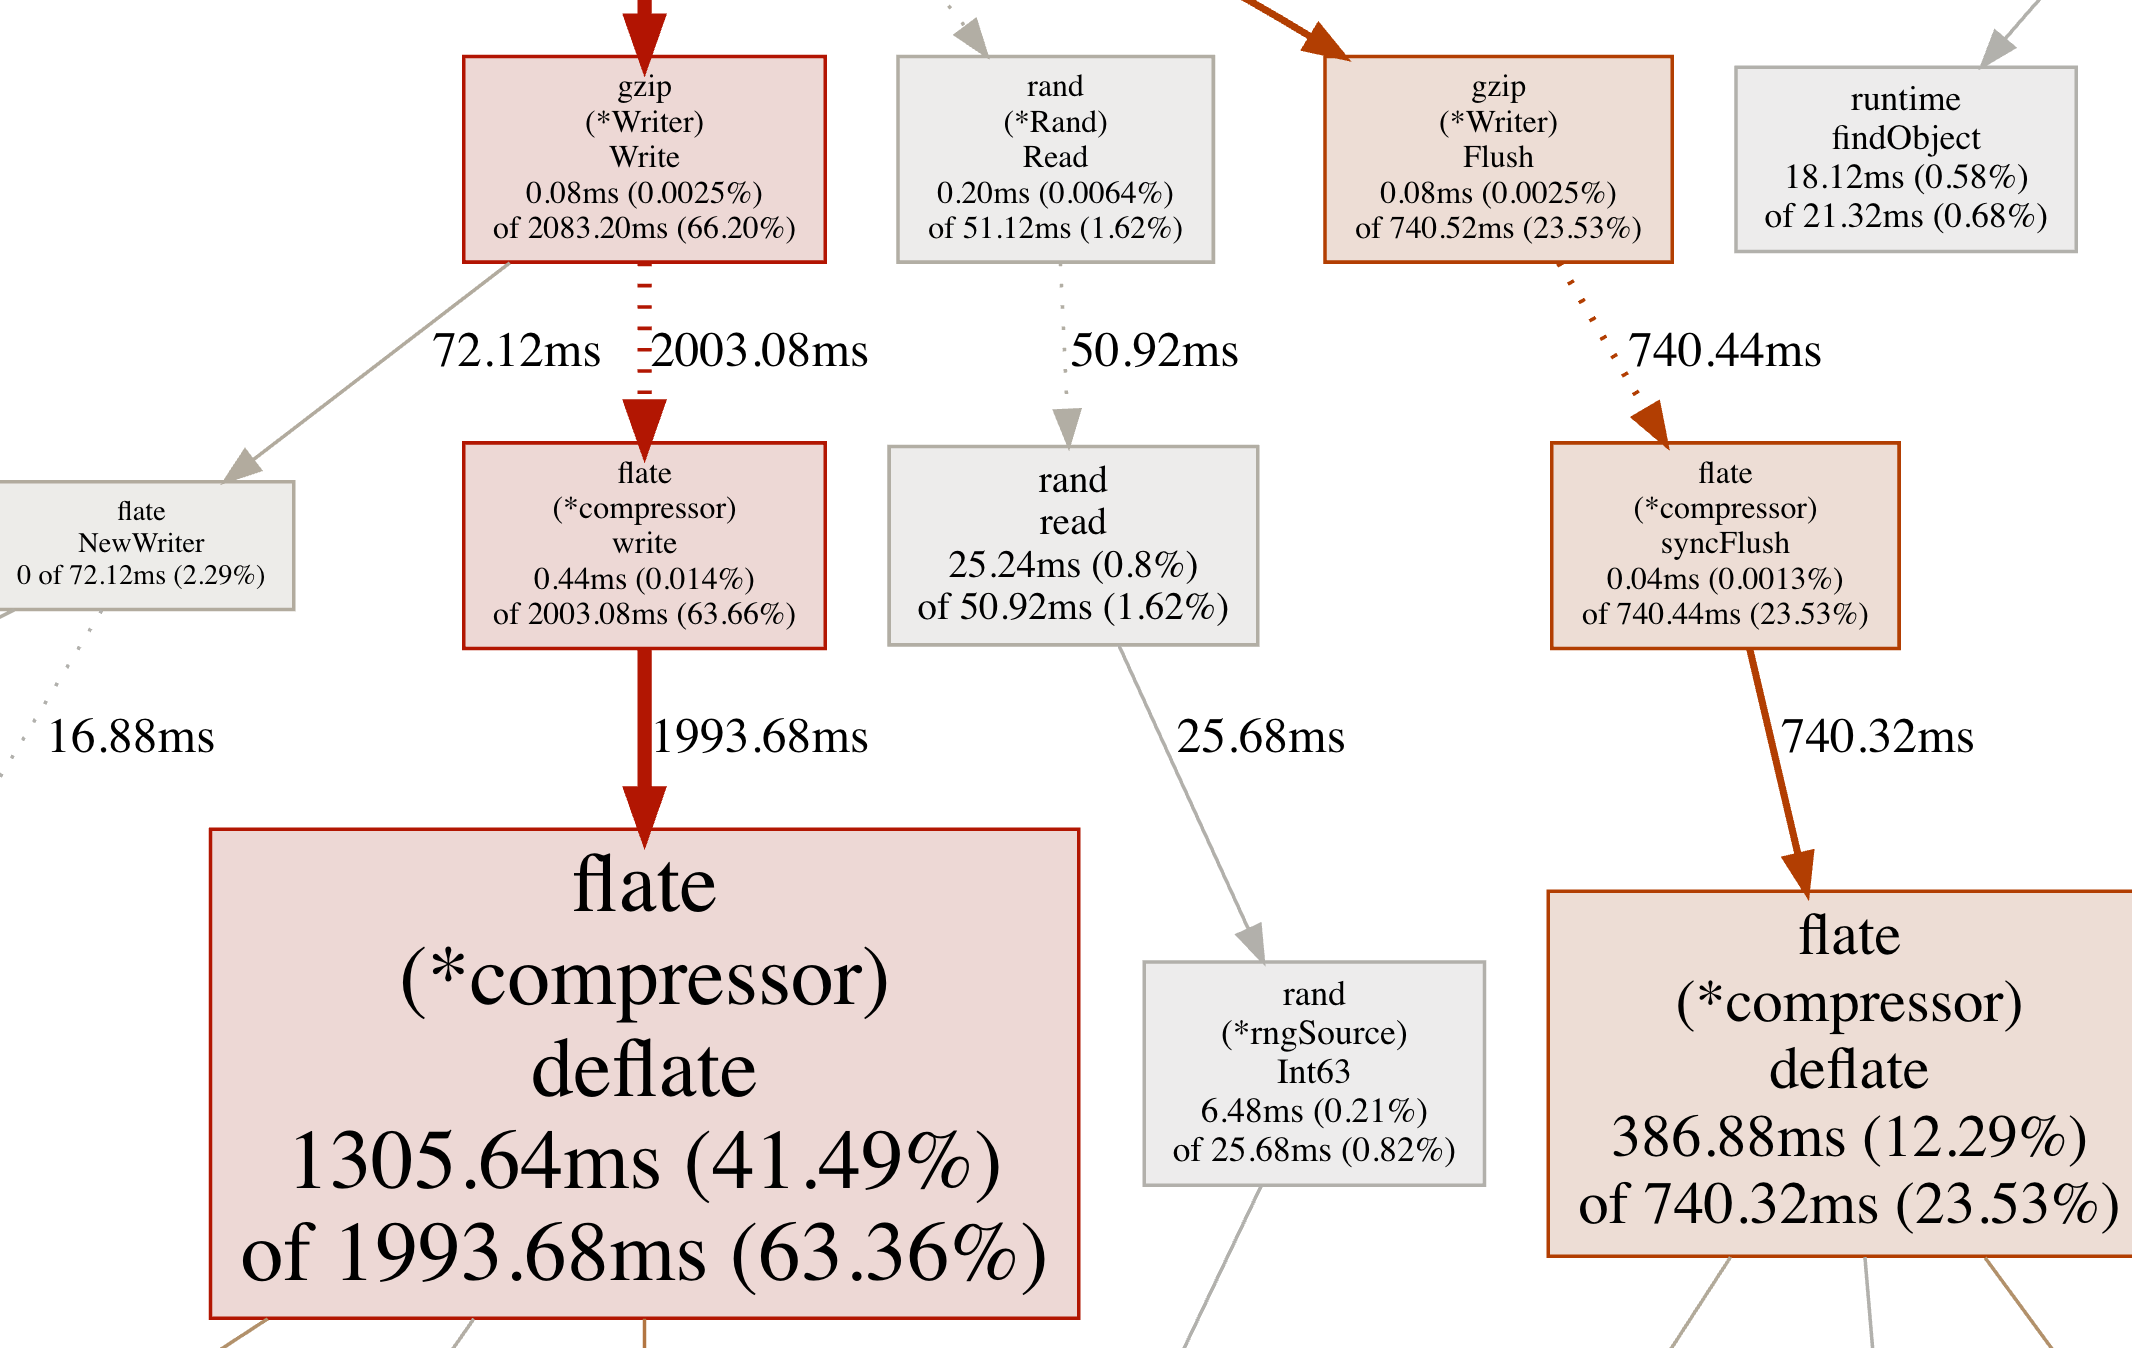 gzip
(*Writer)
Write
0.08ms (0.0025%)
of 2083.20ms (66.20%)
rand
(*Rand)
Read
0.20ms (0.0064%)
of 51.12ms (1.62%)
gzip
(*Writer)
Flush
0.08ms (0.0025%)
of 740.52ms (23.53%)
runtime
findObject
18.12ms (0.58%)
of 21.32ms (0.68%)
72.12ms
2003.08ms
50.92ms
740.44ms
flate
NewWriter
0 of 72.12ms (2.29%)
flate
(*compressor)
write
0.44ms (0.014%)
of 2003.08ms (63.66%)
rand
read
25.24ms (0.8%)
of 50.92ms (1.62%)
flate
(*compressor)
syncFlush
0.04ms (0.0013%)
of 740.44ms (23.53%)
16.88ms
1993.68ms
25.68ms
740.32ms
flate
(*compressor)
deflate
1305.64ms (41.49%)
of 1993.68ms (63.36%)
rand
(*rngSource)
Int63
6.48ms (0.21%)
of 25.68ms (0.82%)
flate
(*compressor)
deflate
386.88ms (12.29%)
of 740.32ms (23.53%)